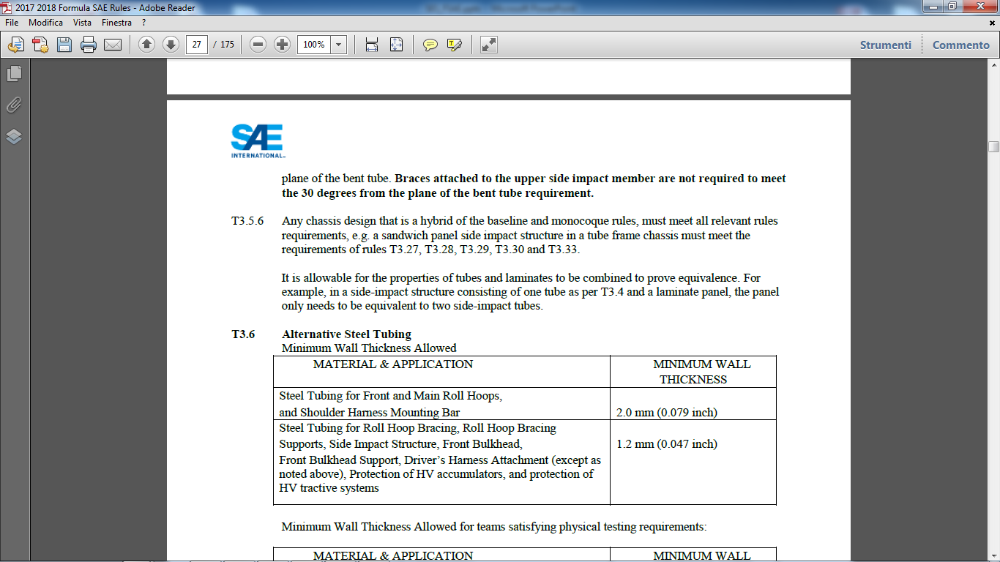 2017 2018 Formula SAE Rules - Adobe Reader
File Modifica Vista Finestra ?
27 / 175 100% Strumenti Commento
SAE
INTERNATIONAL
plane of the bent tube. Braces attached to the upper side impact member are not required to meet
the 30 degrees from the plane of the bent tube requirement.
T3.5.6 Any chassis design that is a hybrid of the baseline and monocoque rules, must meet all relevant rules
requirements, e.g. a sandwich panel side impact structure in a tube frame chassis must meet the
requirements of rules T3.27, T3.28, T3.29, T3.30 and T3.33.
It is allowable for the properties of tubes and laminates to be combined to prove equivalence. For
example, in a side-impact structure consisting of one tube as per T3.4 and a laminate panel, the panel
only needs to be equivalent to two side-impact tubes.
T3.6 Alternative Steel Tubing
Minimum Wall Thickness Allowed
MATERIAL & APPLICATION MINIMUM WALL
THICKNESS
Steel Tubing for Front and Main Roll Hoops,
and Shoulder Harness Mounting Bar 2.0 mm (0.079 inch)
Steel Tubing for Roll Hoop Bracing, Roll Hoop Bracing
Supports, Side Impact Structure, Front Bulkhead, 1.2 mm (0.047 inch)
Front Bulkhead Support, Driver’s Harness Attachment (except as
noted above), Protection of HV accumulators, and protection of
HV tractive systems
Minimum Wall Thickness Allowed for teams satisfying physical testing requirements:
MATERIAL & APPLICATION MINIMUM WALL